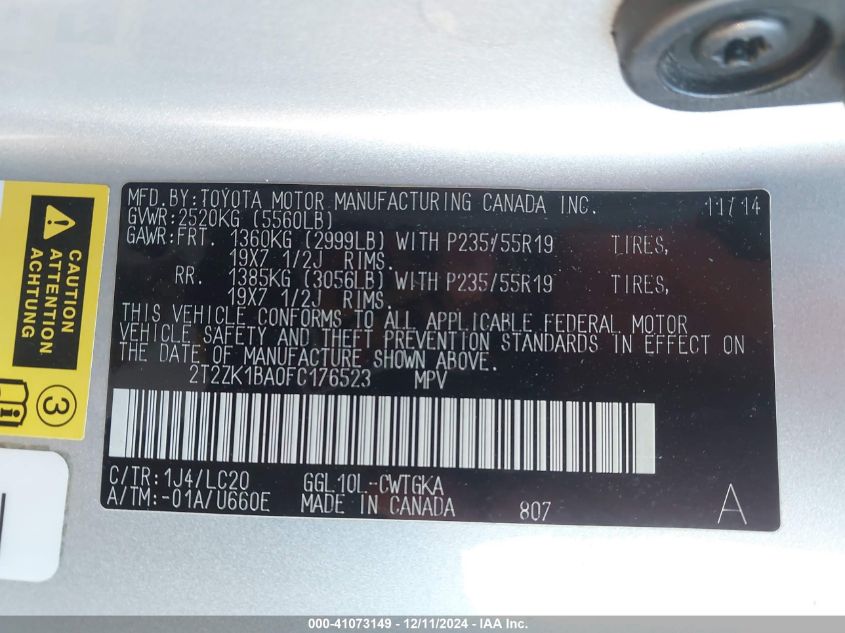 MFD.BY:TOYOTA MOTOR MANUFACTURING CANADA INC. 11/14
GVWR:2520KG (5560LB)
GAWR:FRT. 1360KG (2999LB) WITH P235/55R19 TIRES,
19X7 1/2J RIMS.
RR. 1385KG (3056LB) WITH P235/55R19 TIRES,
19X7 1/2J RIMS.
THIS VEHICLE CONFORMS TO ALL APPLICABLE FEDERAL MOTOR
VEHICLE SAFETY AND THEFT PREVENTION STANDARDS IN EFFECT ON
THE DATE OF MANUFACTURE SHOWN ABOVE.
2T2ZK1BA0FC176523 MPV
C/TR:1J4/LC20 GGL10L-CWTGKA
A/TM:-01A/U660E MADE IN CANADA 807 A
CAUTION
ATTENTION
ACHTUNG
3
000-41073149 - 12/11/2024 - IAA Inc.